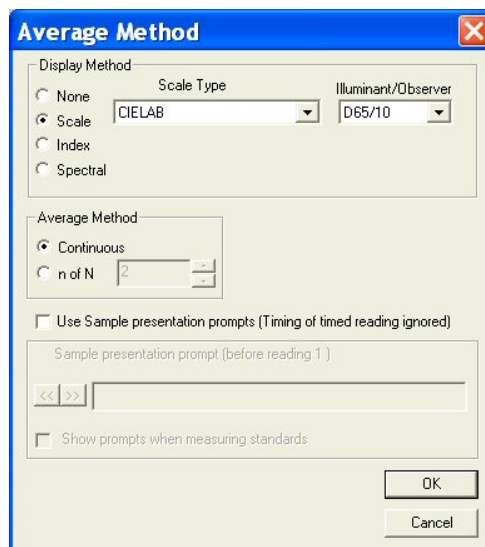 Average Method
Display Method
Scale Type
Illuminant/Observer
None
Scale
CIELAB
D65/10
Index
Spectral
Average Method
Continuous
n of N
2
Use Sample presentation prompts (Timing of timed reading ignored)
Sample presentation prompt (before reading 1 )
<< >>
Show prompts when measuring standards
OK
Cancel